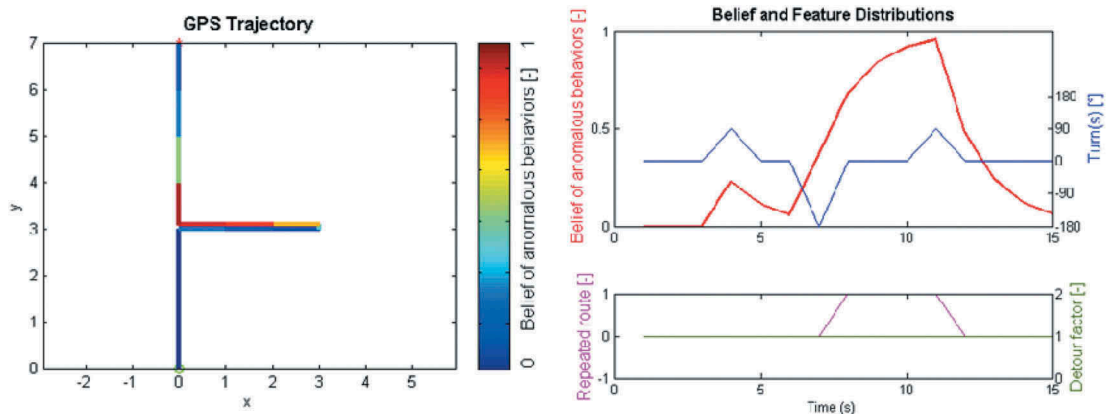 GPS Trajectory
7
6
5
4
3
2
1
0
y
-2 -1 0 1 2 3 4 5
x
0 Belief of anomalous behaviors [-] 1
Belief and Feature Distributions
Belief of anomalous behaviors [-]
1
0.5
0
0 5 10 15
180
90
0
-90
-180
Turn(s) [°]
Repeated route [-]
1
0
-1
0 5 10 15
2
1
0
Detour factor [-]
Time (s)